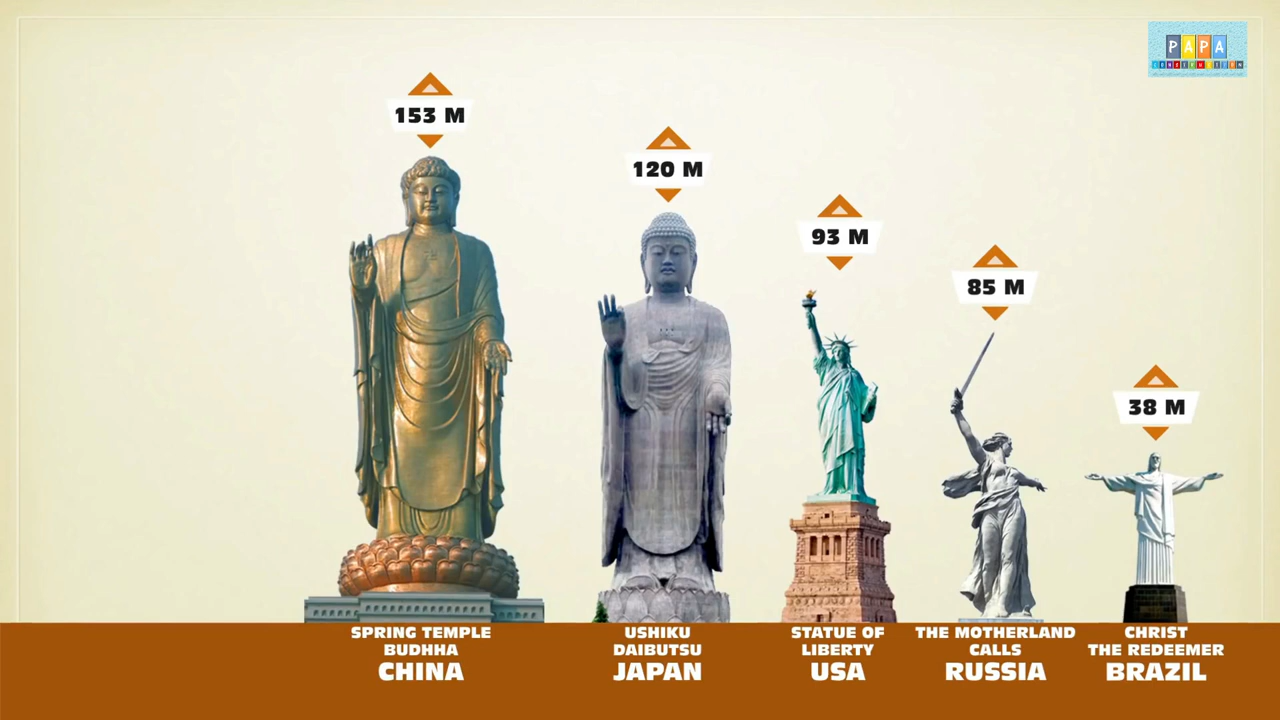 PAPA
CONSTRUCTION
153 M
120 M
93 M
85 M
38 M
SPRING TEMPLE
BUDHHA
CHINA
USHIKU
DAIBUTSU
JAPAN
STATUE OF
LIBERTY
USA
THE MOTHERLAND
CALLS
RUSSIA
CHRIST
THE REDEEMER
BRAZIL